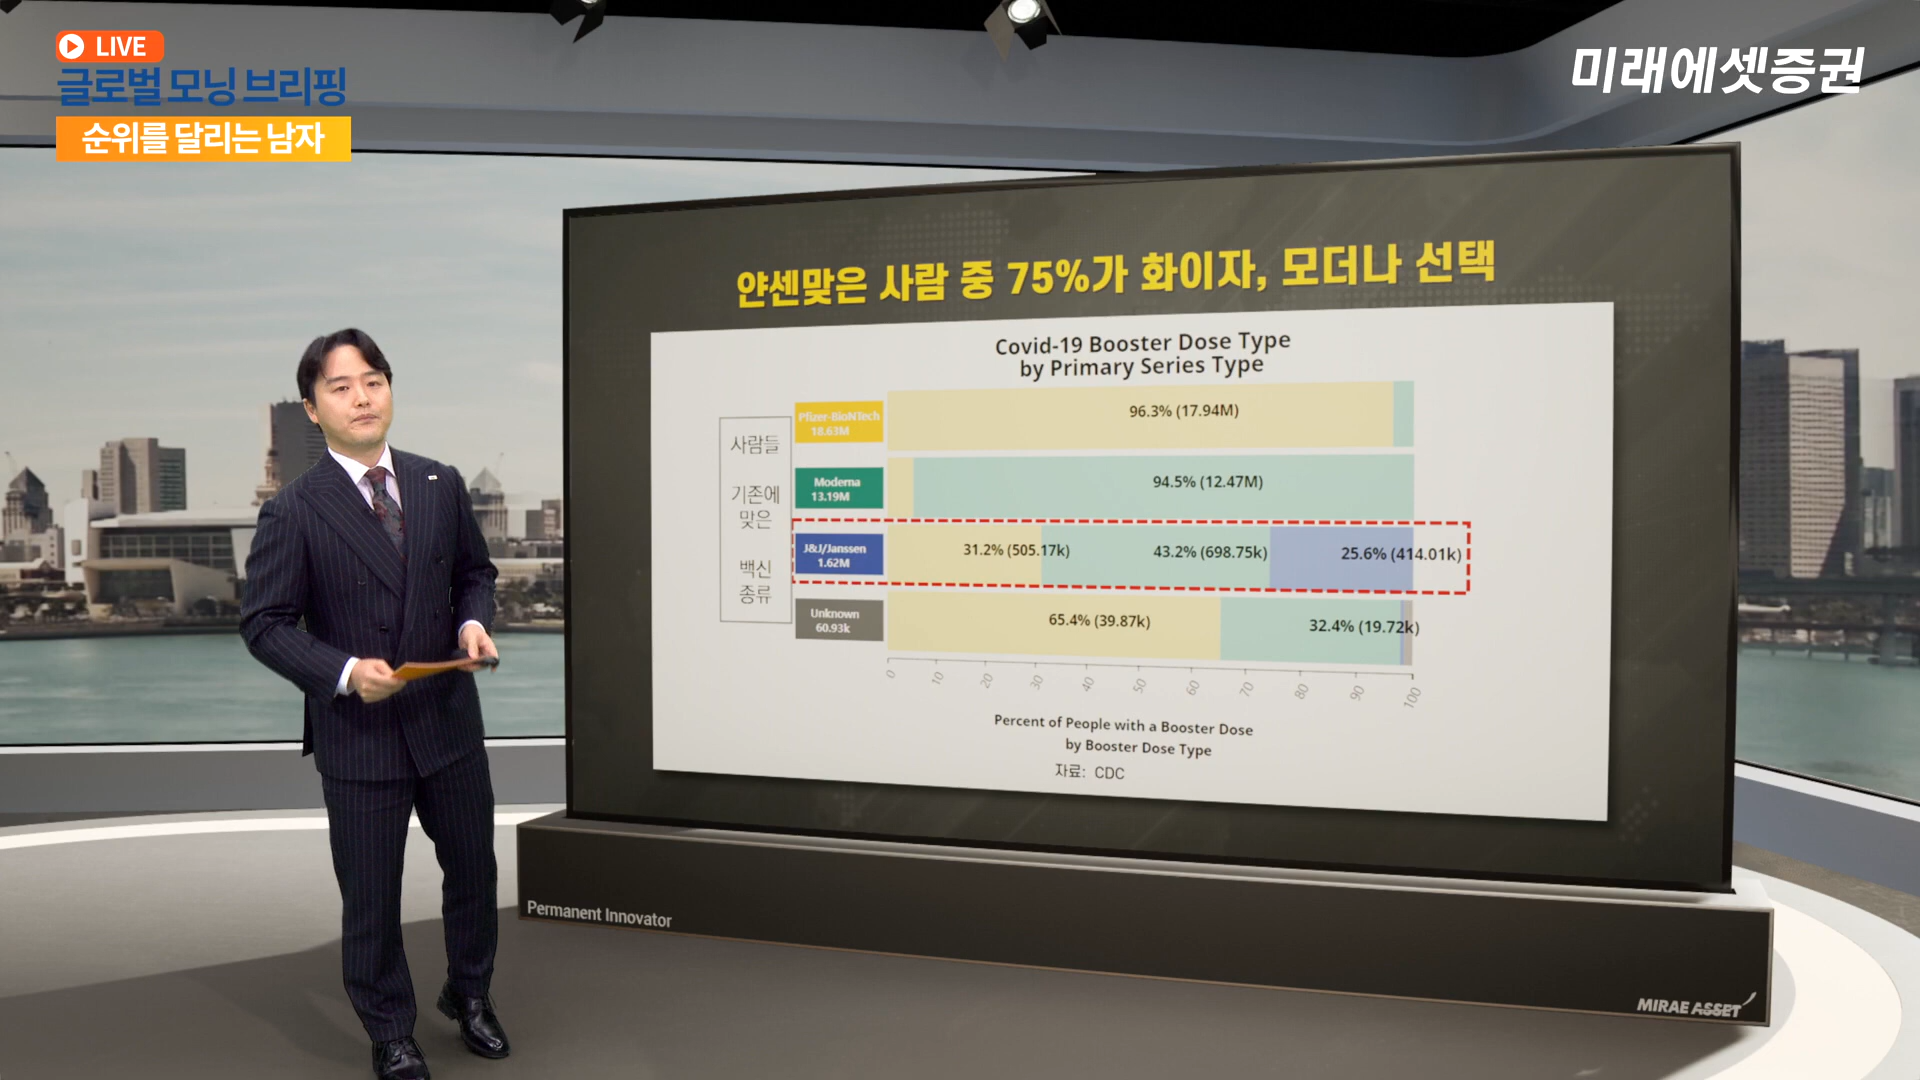 LIVE
글로벌 모닝 브리핑
순위를 달리는 남자
미래에셋증권
얀센맞은 사람 중 75%가 화이자, 모더나 선택
Covid-19 Booster Dose Type
by Primary Series Type
사람들
기존에
맞은
백신
종류
Pfizer-BioNTech
18.63M
96.3% (17.94M)
Moderna
13.19M
94.5% (12.47M)
J&J/Janssen
1.62M
31.2% (505.17k)
43.2% (698.75k)
25.6% (414.01k)
Unknown
60.93k
65.4% (39.87k)
32.4% (19.72k)
0 10 20 30 40 50 60 70 80 90 100
Percent of People with a Booster Dose
by Booster Dose Type
자료: CDC
Permanent Innovator
MIRAE ASSET